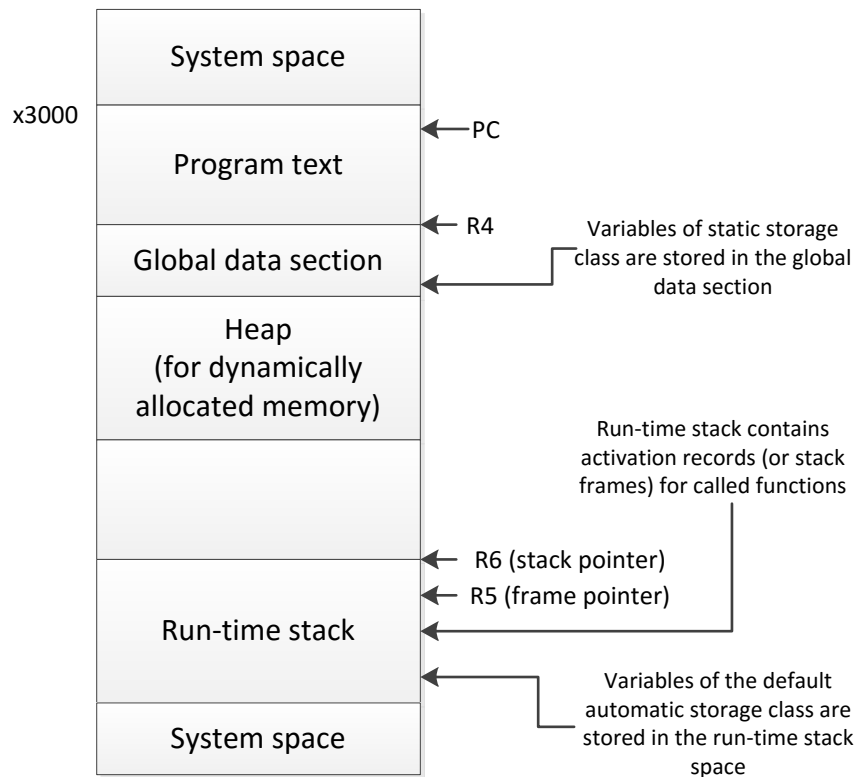 System space
x3000
PC
Program text
R4
Variables of static storage
class are stored in the global
data section
Global data section
Heap
(for dynamically
allocated memory)
Run-time stack contains
activation records (or stack
frames) for called functions
R6 (stack pointer)
R5 (frame pointer)
Run-time stack
Variables of the default
automatic storage class are
stored in the run-time stack
space
System space